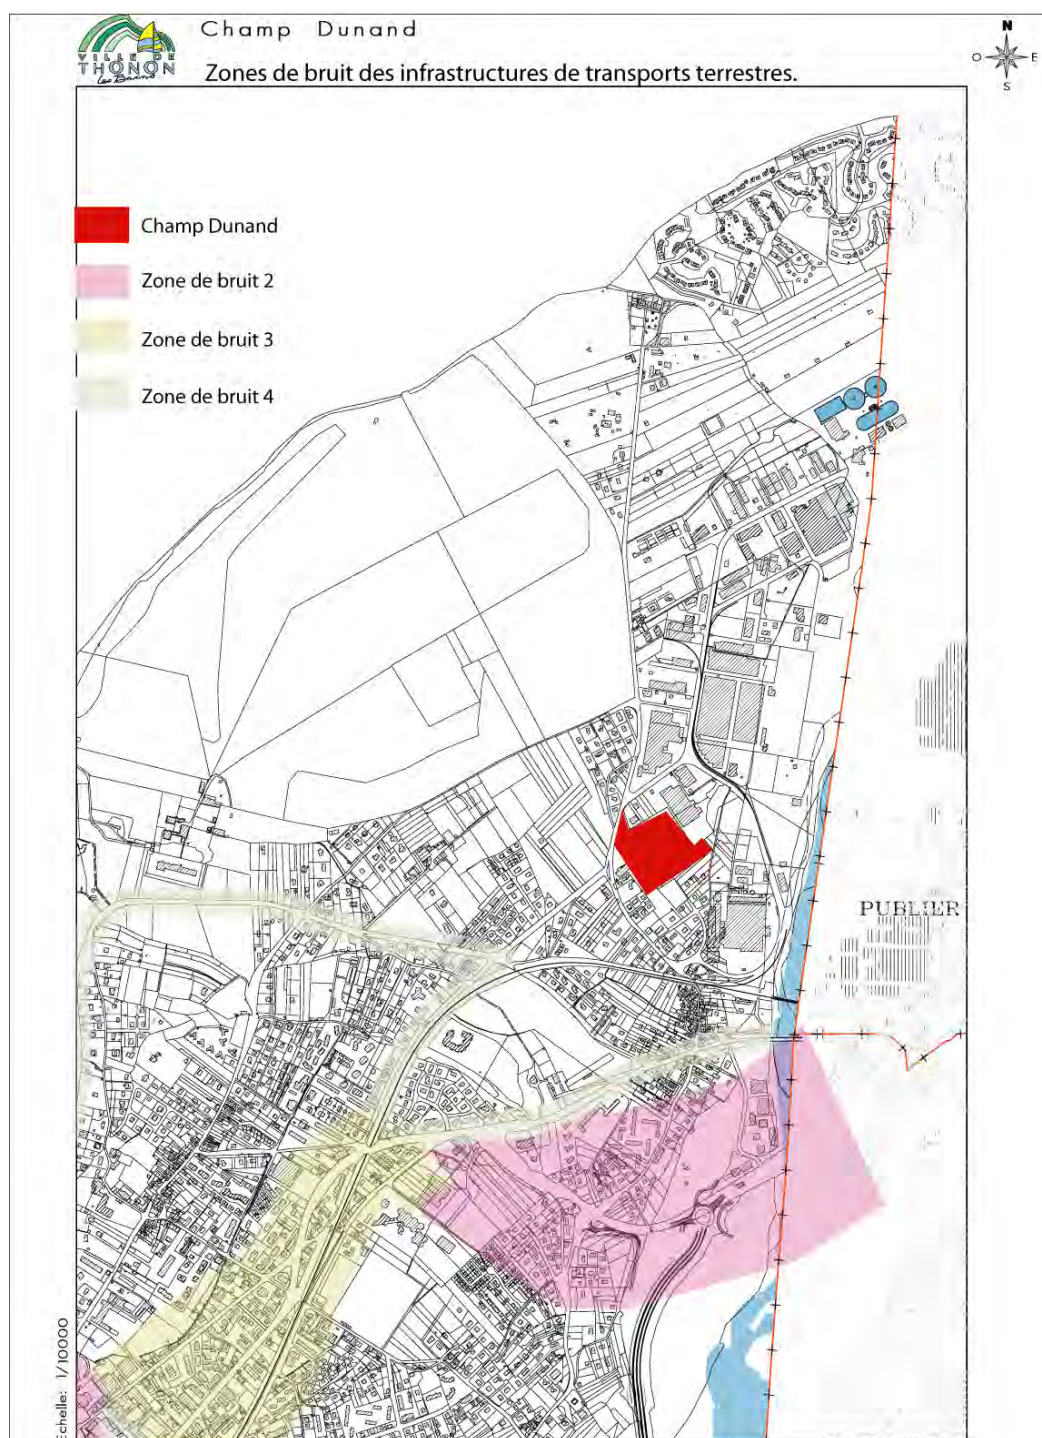 Champ Dunand
VILLE DE
THONON
les Bains
Zones de bruit des infrastructures de transports terrestres.
N
O
E
S
Champ Dunand
Zone de bruit 2
Zone de bruit 3
Zone de bruit 4
PUBLIER
Echelle: 1/10000